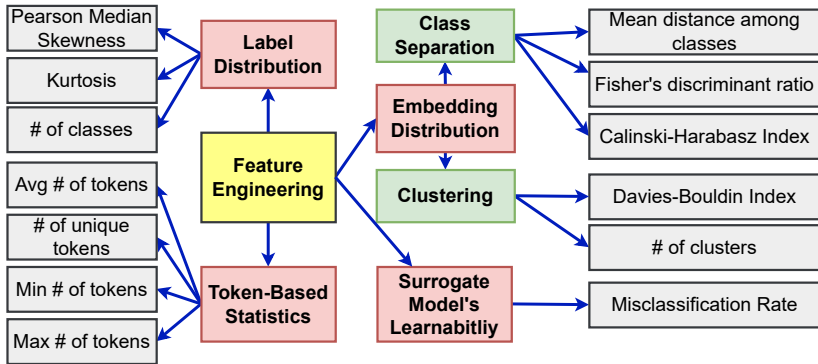 Pearson Median
Skewness
Kurtosis
# of classes
Avg # of tokens
# of unique
tokens
Min # of tokens
Max # of tokens
Label
Distribution
Feature
Engineering
Token-Based
Statistics
Class
Separation
Embedding
Distribution
Clustering
Surrogate
Model's
Learnabitliy
Mean distance among
classes
Fisher's discriminant ratio
Calinski-Harabasz Index
Davies-Bouldin Index
# of clusters
Misclassification Rate